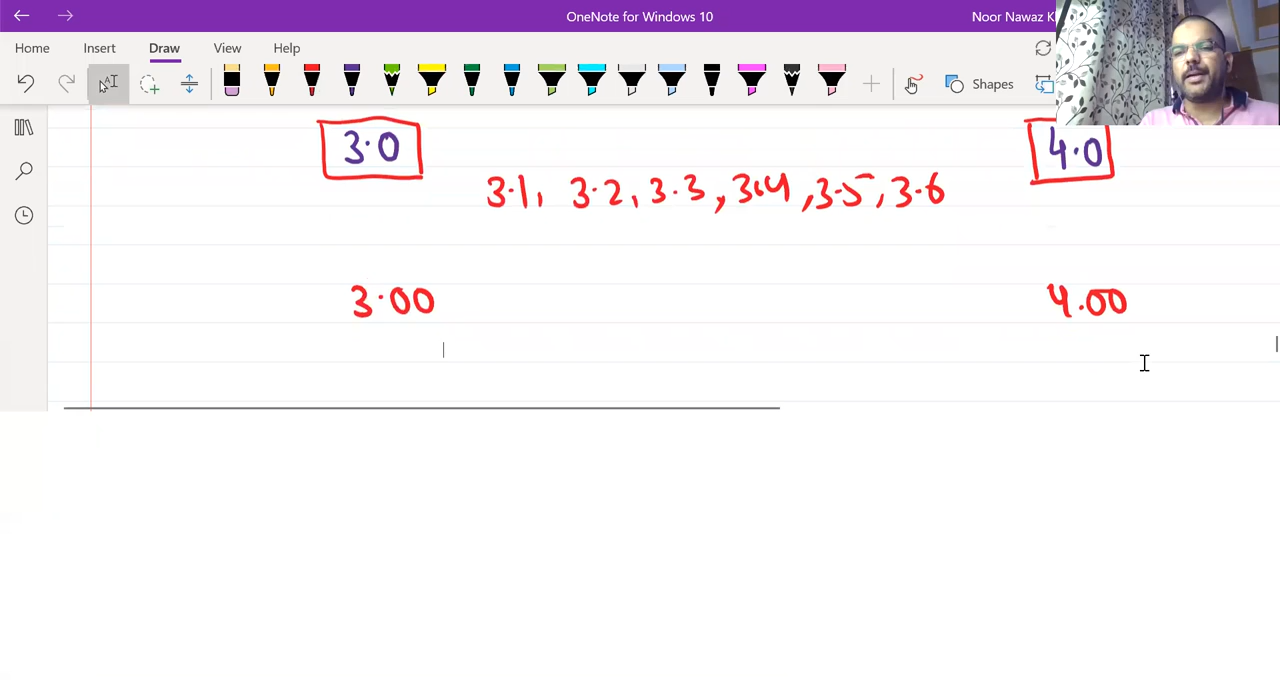 OneNote for Windows 10
Noor Nawaz K
Home Insert Draw View Help
Shapes
3.0 4.0
3.1, 3.2, 3.3, 3.4, 3.5, 3.6
3.00 4.00